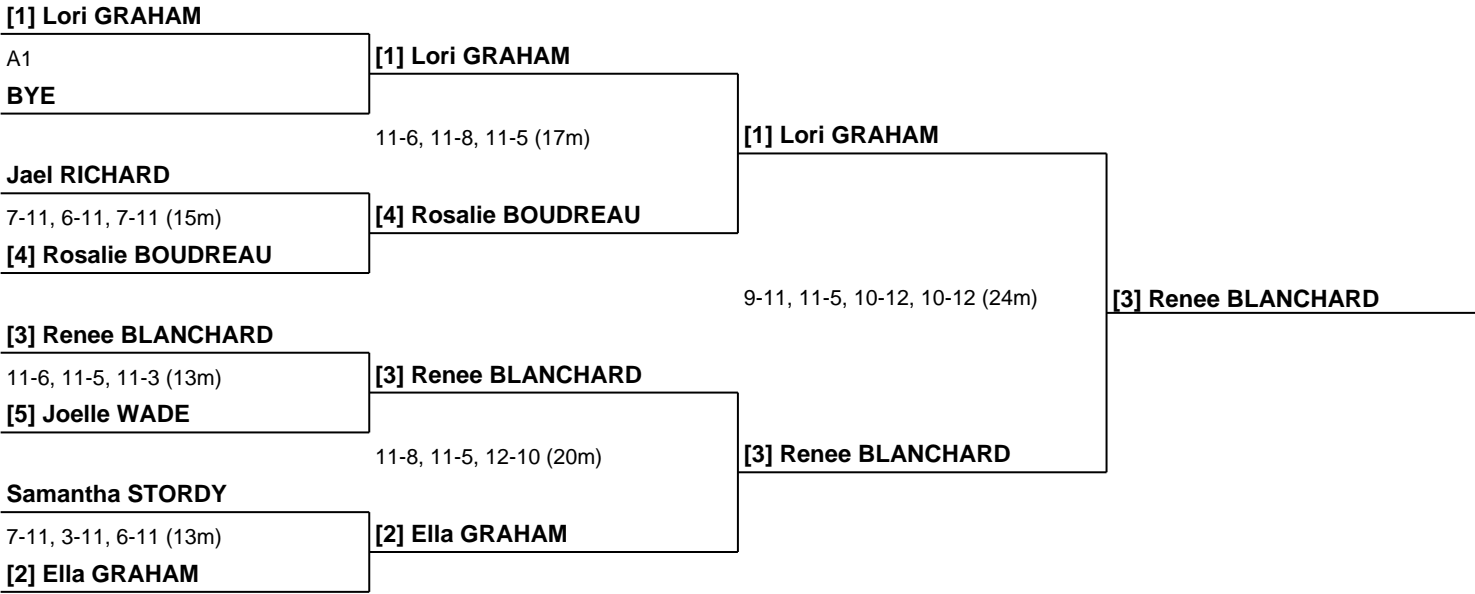 [1] Lori GRAHAM
A1
BYE
[1] Lori GRAHAM
11-6, 11-8, 11-5 (17m)
[1] Lori GRAHAM
Jael RICHARD
7-11, 6-11, 7-11 (15m)
[4] Rosalie BOUDREAU
[4] Rosalie BOUDREAU
9-11, 11-5, 10-12, 10-12 (24m)
[3] Renee BLANCHARD
[3] Renee BLANCHARD
11-6, 11-5, 11-3 (13m)
[5] Joelle WADE
[3] Renee BLANCHARD
11-8, 11-5, 12-10 (20m)
[3] Renee BLANCHARD
Samantha STORDY
7-11, 3-11, 6-11 (13m)
[2] Ella GRAHAM
[2] Ella GRAHAM